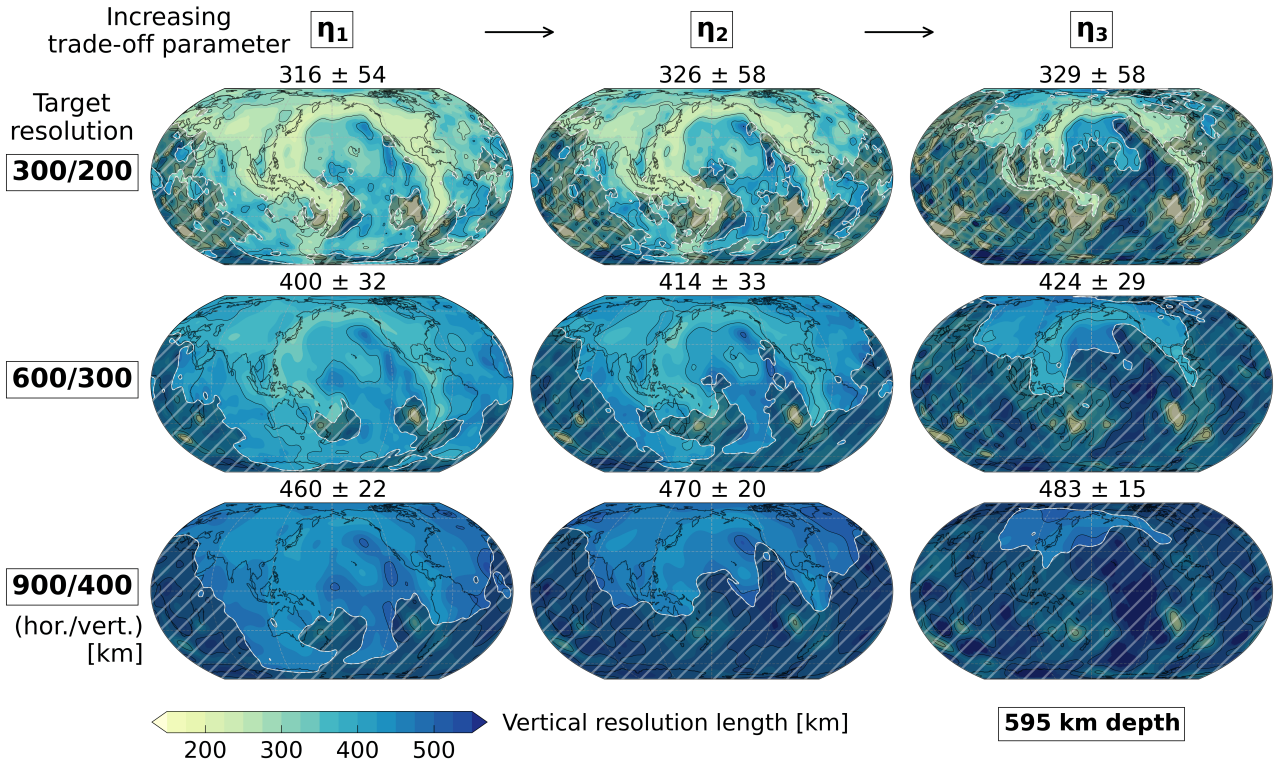 Increasing
trade-off parameter
η1
η2
η3
316 ± 54
326 ± 58
329 ± 58
Target
resolution
300/200
400 ± 32
414 ± 33
424 ± 29
600/300
460 ± 22
470 ± 20
483 ± 15
900/400
(hor./vert.)
[km]
200
300
400
500
Vertical resolution length [km]
595 km depth